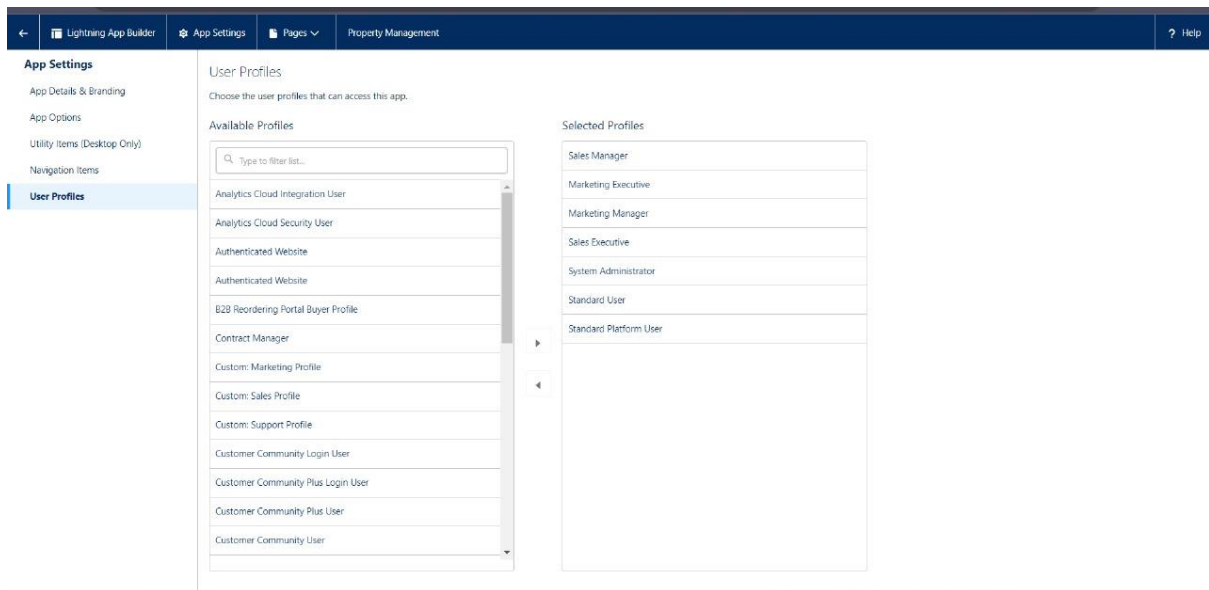 Lightning App Builder App Settings Pages Property Management ? Help
App Settings
App Details & Branding
App Options
Utility Items (Desktop Only)
Navigation Items
User Profiles
User Profiles
Choose the user profiles that can access this app.
Available Profiles
Type to filter list...
Analytics Cloud Integration User
Analytics Cloud Security User
Authenticated Website
Authenticated Website
B2B Reordering Portal Buyer Profile
Contract Manager
Custom: Marketing Profile
Custom: Sales Profile
Custom: Support Profile
Customer Community Login User
Customer Community Plus Login User
Customer Community Plus User
Customer Community User
Selected Profiles
Sales Manager
Marketing Executive
Marketing Manager
Sales Executive
System Administrator
Standard User
Standard Platform User